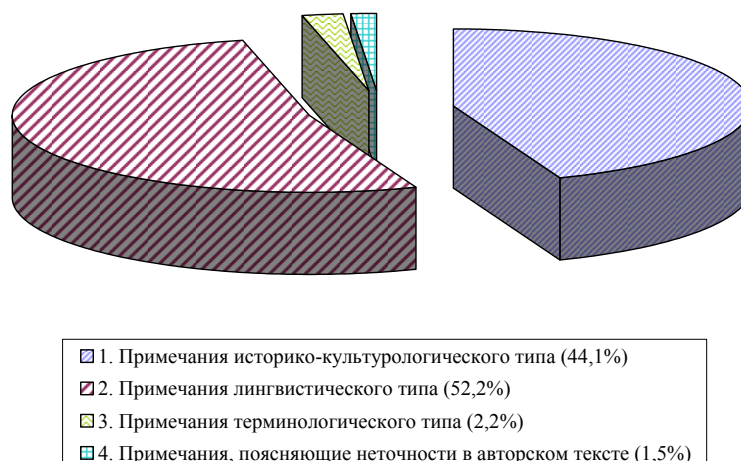 1. Примечания историко-культурологического типа (44,1%)
2. Примечания лингвистического типа (52,2%)
3. Примечания терминологического типа (2,2%)
4. Примечания, поясняющие неточности в авторском тексте (1,5%)